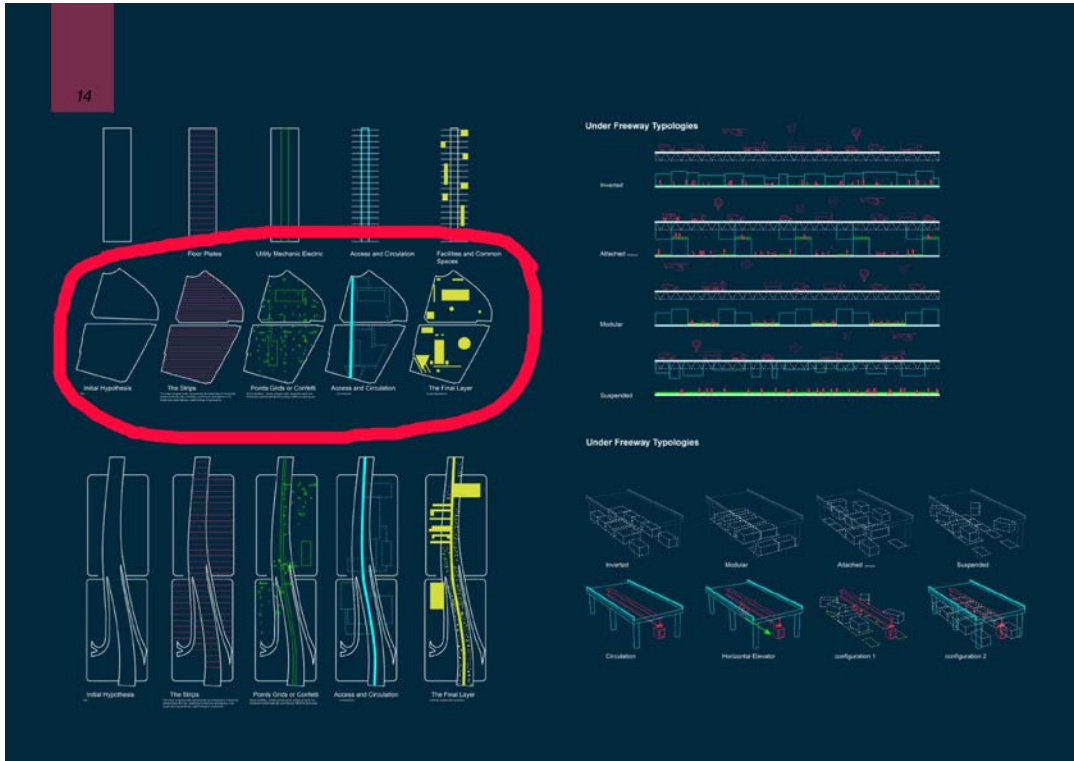 14
Floor Plates
Utility Mechanic Electric
Access and Circulation
Facilities and Common
Spaces
Initial Hypothesis
The Strips
Points Grids or Confetti
Access and Circulation
The Final Layer
Initial Hypothesis
The Strips
Points Grids or Confetti
Access and Circulation
The Final Layer
Under Freeway Typologies
Inverted
Attached
Modular
Suspended
Under Freeway Typologies
Inverted
Modular
Attached
Suspended
Circulation
Horizontal Elevator
configuration 1
configuration 2